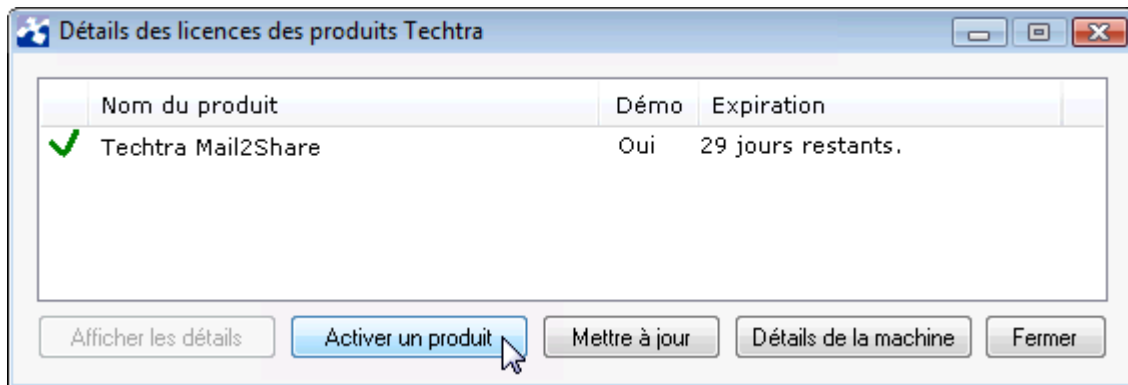 Détails des licences des produits Techtra
Nom du produit Démo Expiration
Techtra Mail2Share Oui 29 jours restants.
Afficher les détails Activer un produit Mettre à jour Détails de la machine Fermer